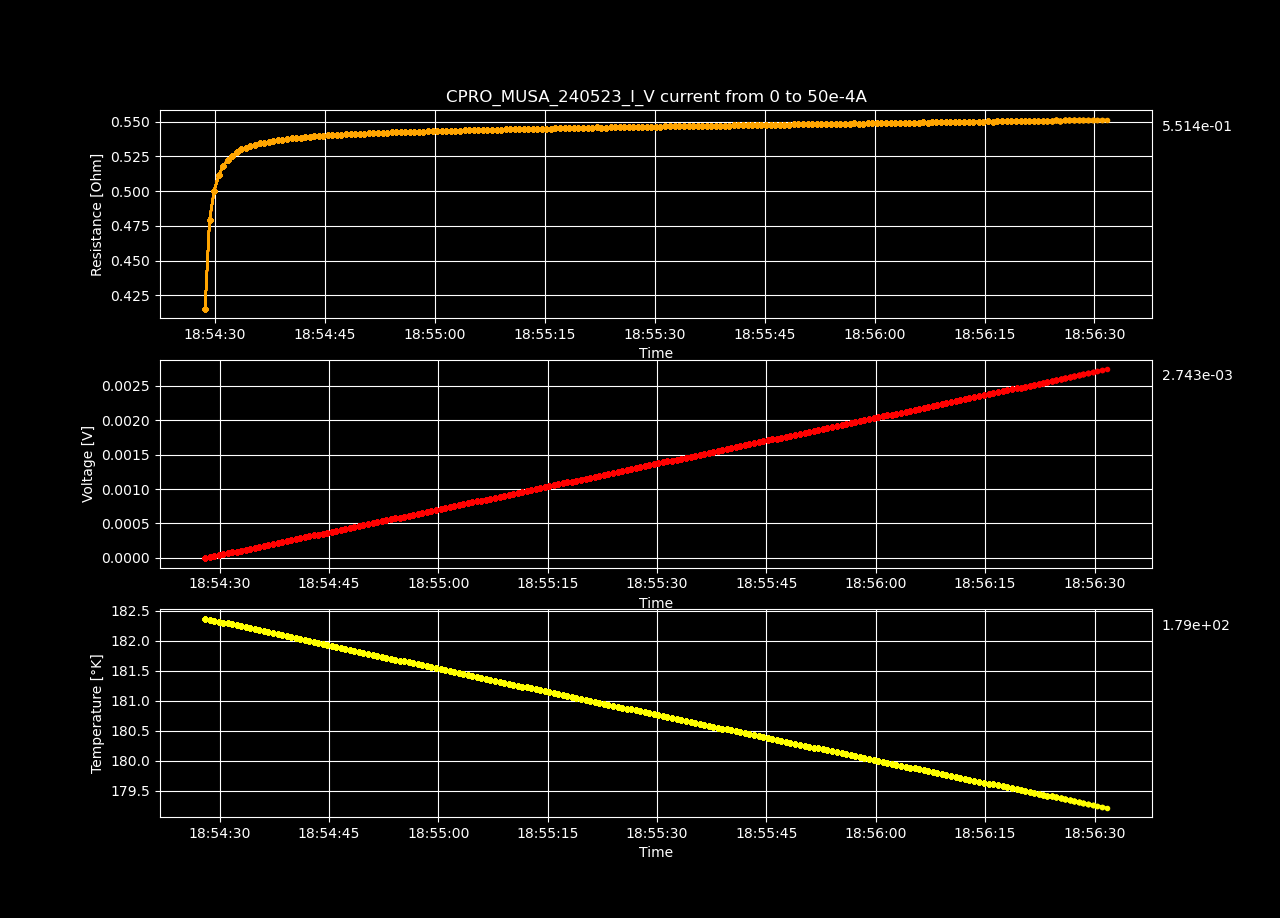 CPRO_MUSA_240523_I_V current from 0 to 50e-4A
0.550
0.525
0.500
0.475
0.450
0.425
Resistance [Ohm]
5.514e-01
18:54:30 18:54:45 18:55:00 18:55:15 18:55:30 18:55:45 18:56:00 18:56:15 18:56:30
Time
0.0025
0.0020
0.0015
0.0010
0.0005
0.0000
Voltage [V]
2.743e-03
18:54:30 18:54:45 18:55:00 18:55:15 18:55:30 18:55:45 18:56:00 18:56:15 18:56:30
Time
182.5
182.0
181.5
181.0
180.5
180.0
179.5
Temperature [°K]
1.79e+02
18:54:30 18:54:45 18:55:00 18:55:15 18:55:30 18:55:45 18:56:00 18:56:15 18:56:30
Time